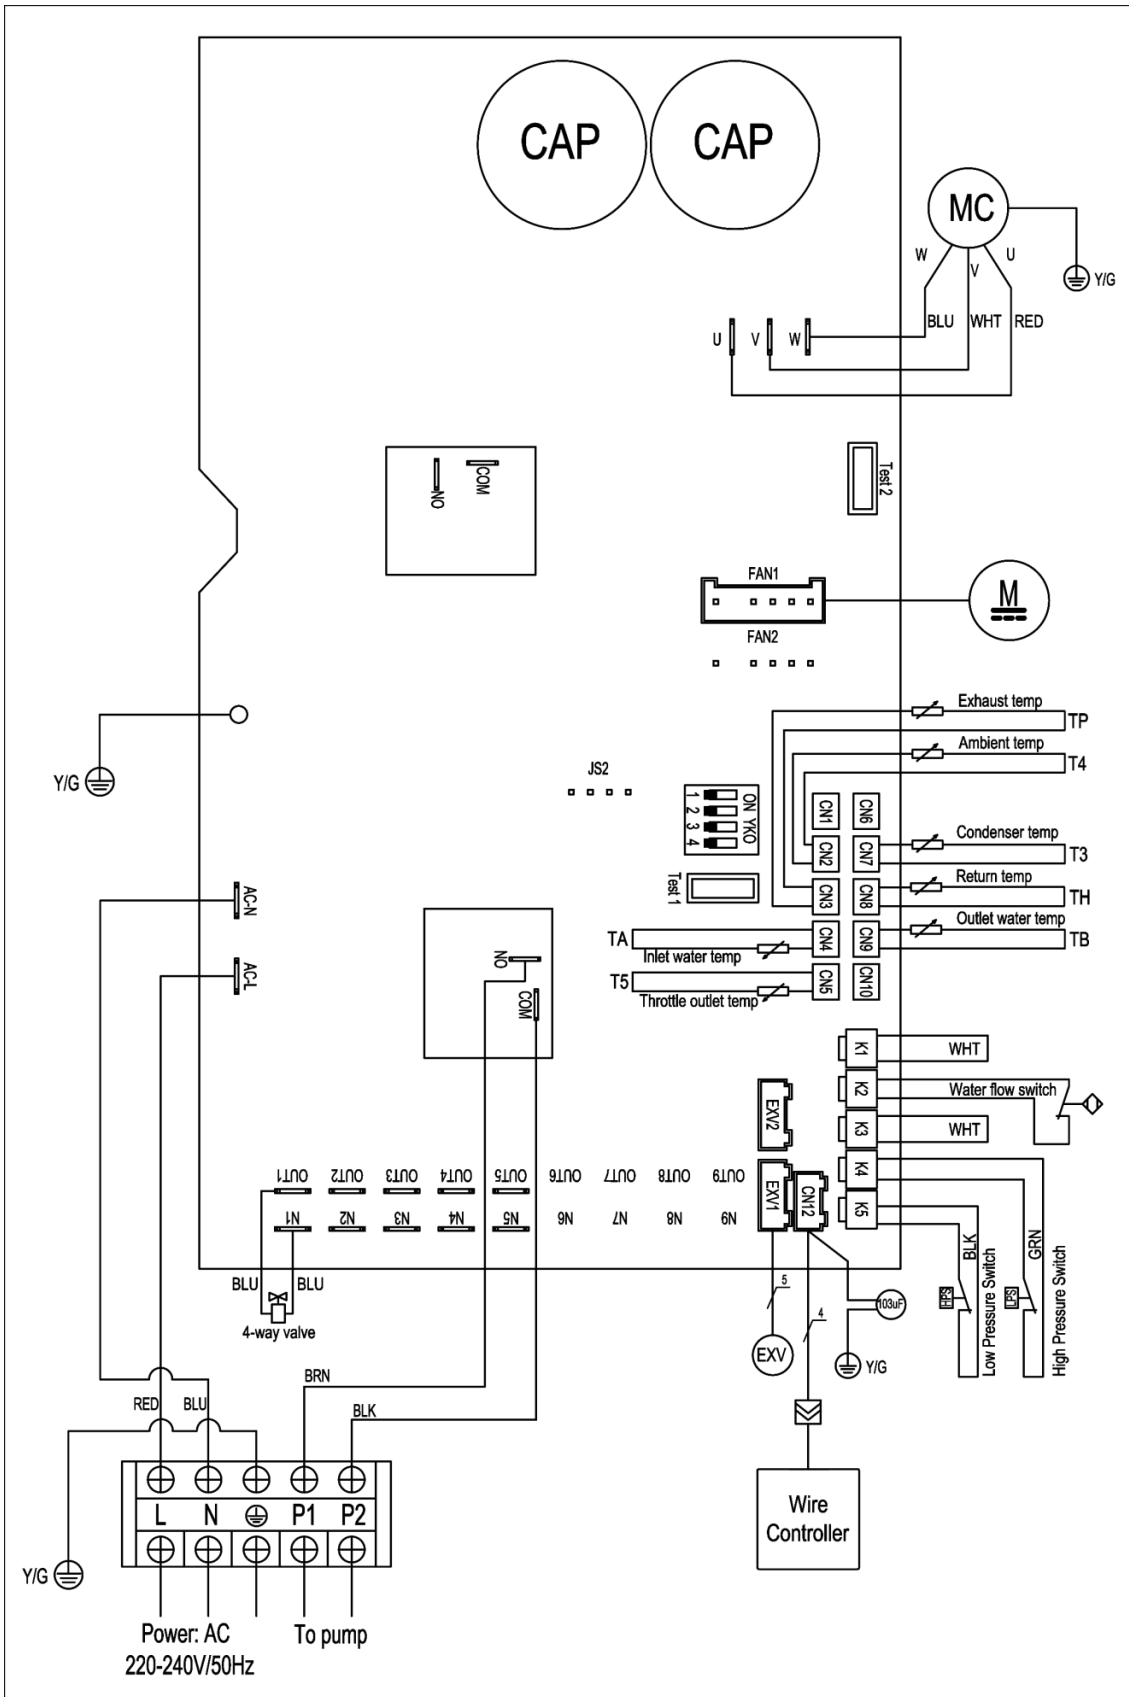 CAP
CAP
MC
W
V
U
Y/G
BLU
WHT
RED
U
V
W
NO
COM
Test 2
FAN1
M
FAN2
Exhaust temp
TP
Ambient temp
T4
Y/G
JS2
1
2
3
4
ON YKO
CN1
CN6
CN2
CN7
Condenser temp
T3
Test 1
CN3
CN8
Return temp
TH
AC-N
Outlet water temp
TB
CN4
CN9
TA
Inlet water temp
AC-L
NO
COM
T5
Throttle outlet temp
CN5
CN10
K1
WHT
K2
Water flow switch
EXV2
K3
WHT
K4
OUT1
OUT2
OUT3
OUT4
OUT5
OUT6
OUT7
OUT8
OUT9
EXV1
CN12
K5
N1
N2
N3
N4
N5
N6
N7
N8
N9
BLK
GRN
BLU
BLU
4-way valve
5
4
103uF
HPS
LPS
Low Pressure Switch
High Pressure Switch
EXV
Y/G
BRN
RED
BLU
BLK
L
N
P1
P2
Wire
Controller
Y/G
Power: AC
220-240V/50Hz
To pump